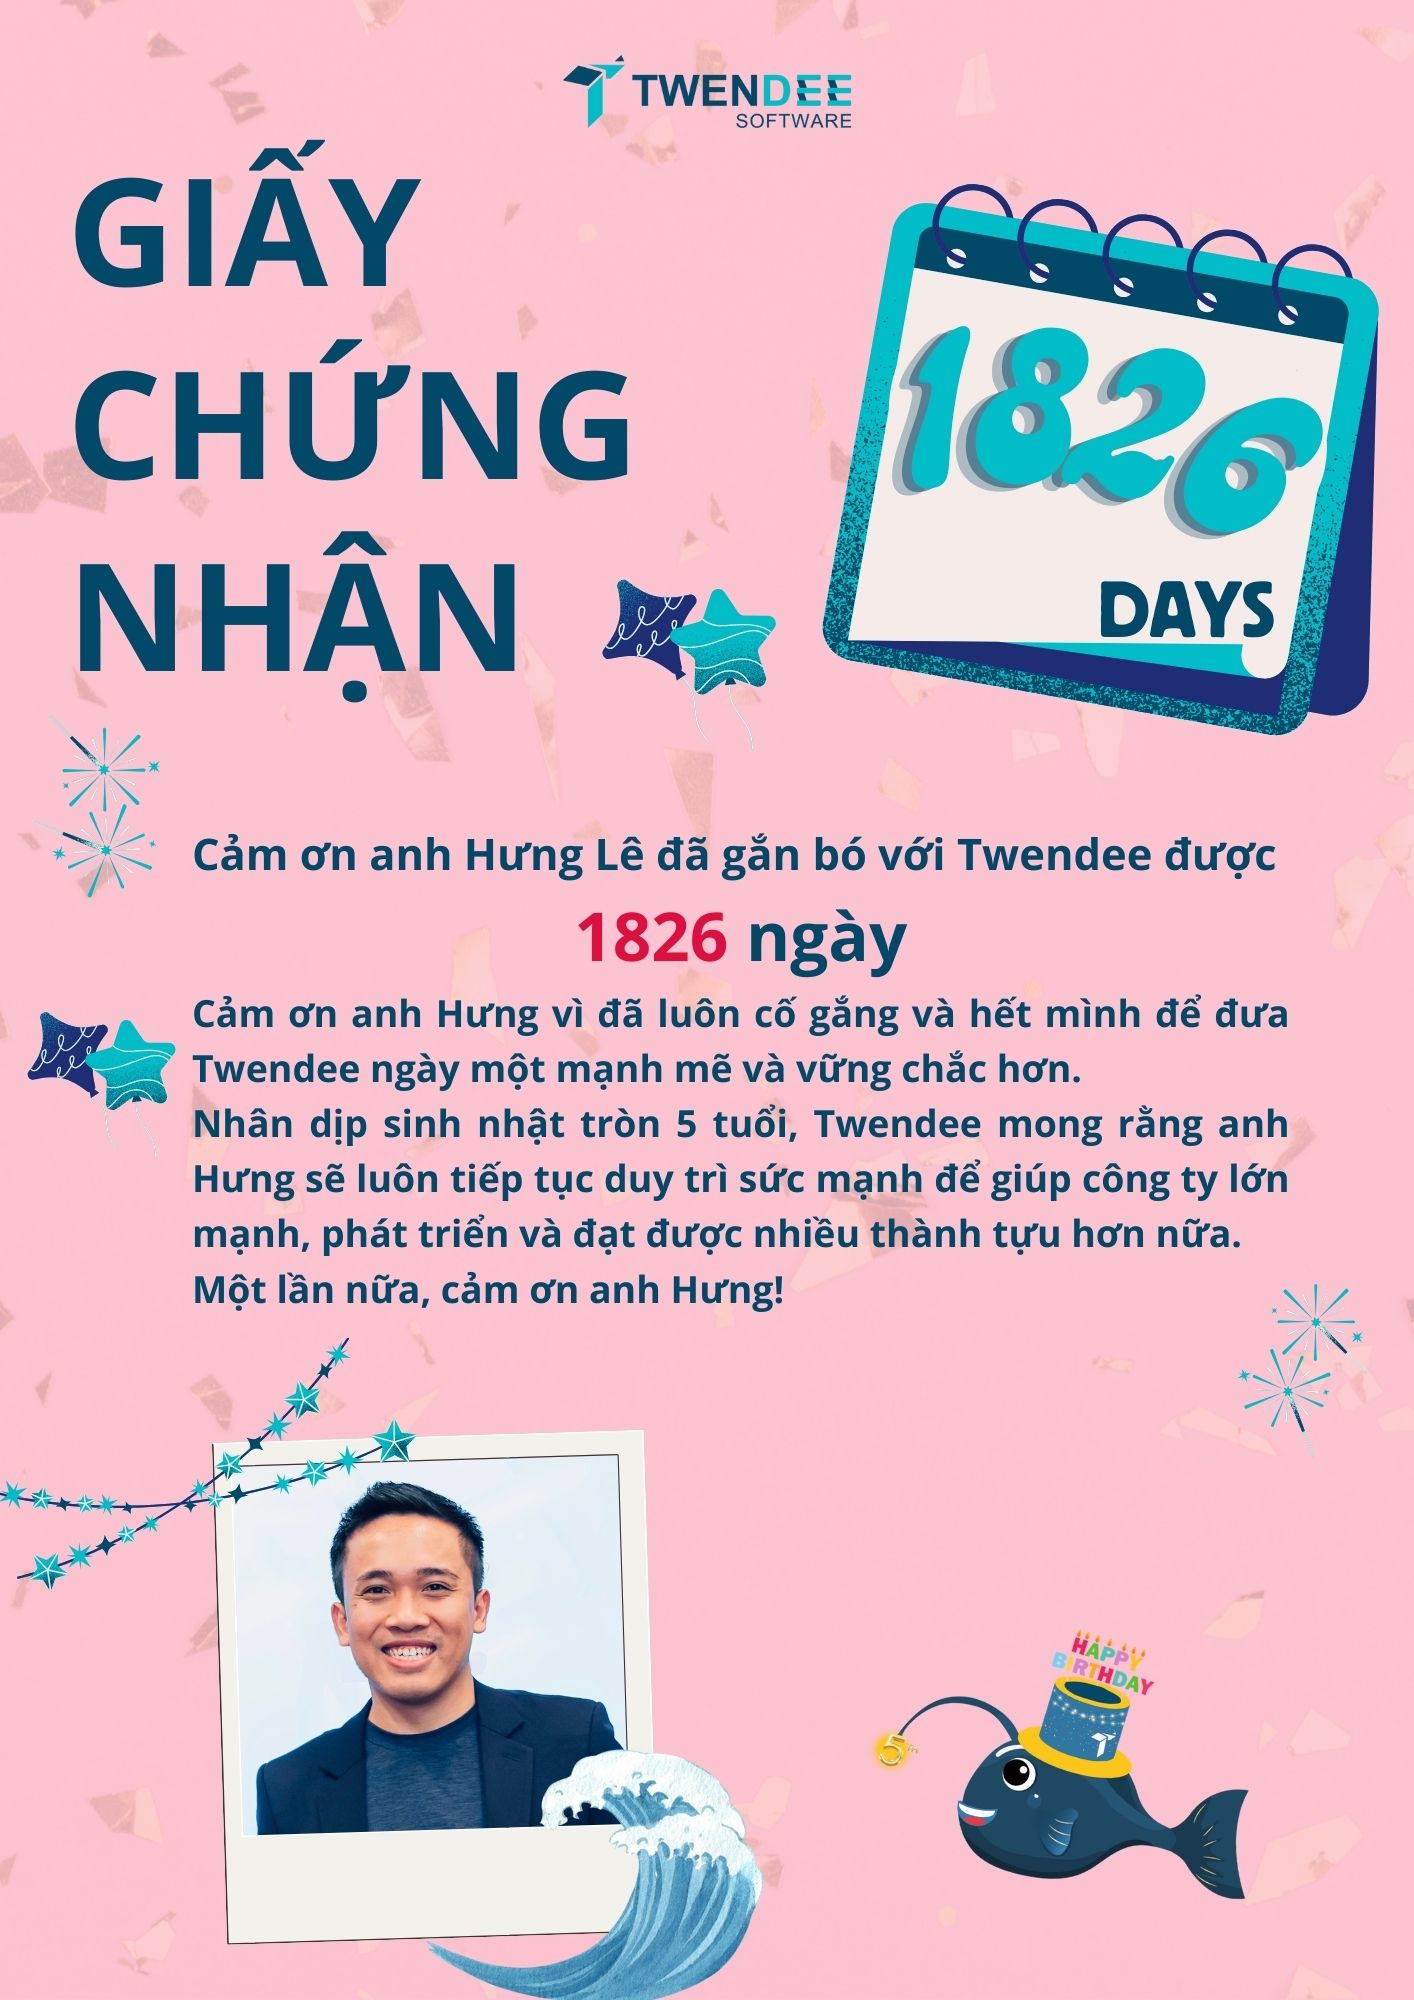 TWENDEE
SOFTWARE
GIẤY
CHỨNG
NHẬN
1826
DAYS
Cảm ơn anh Hưng Lê đã gắn bó với Twendee được
1826 ngày
Cảm ơn anh Hưng vì đã luôn cố gắng và hết mình để đưa
Twendee ngày một mạnh mẽ và vững chắc hơn.
Nhân dịp sinh nhật tròn 5 tuổi, Twendee mong rằng anh
Hưng sẽ luôn tiếp tục duy trì sức mạnh để giúp công ty lớn
mạnh, phát triển và đạt được nhiều thành tựu hơn nữa.
Một lần nữa, cảm ơn anh Hưng!
HAPPY
BIRTHDAY
5th